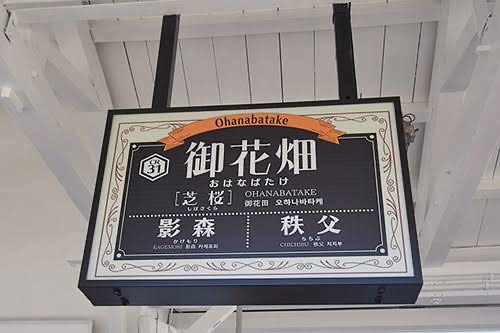 Ohanabatake
CR
31
御花畑
おはなばたけ
[芝桜] OHANABATAKE
しばざくら 御花田 오하나바타케
影森 秩父
かげもり ちちぶ
KAGEMORI 影森 카게모리 CHICHIBU 秩父 지치부